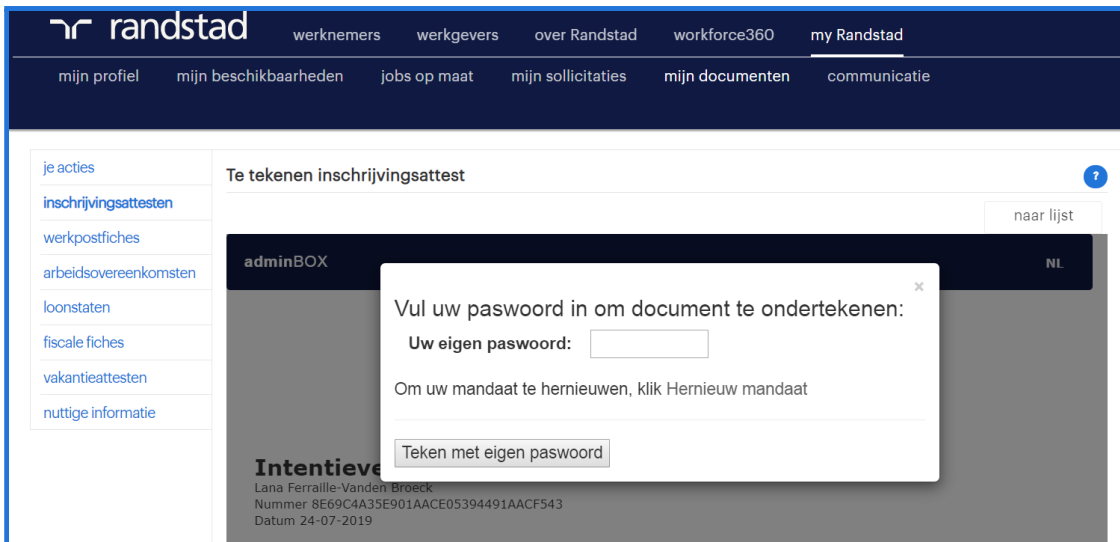 randstad werknemers werkgevers over Randstad workforce360 my Randstad
mijn profiel mijn beschikbaarheden jobs op maat mijn sollicitaties mijn documenten communicatie
je acties
inschrijvingsattesten
werkpostfiches
arbeidsovereenkomsten
loonstaten
fiscale fiches
vakantieattesten
nuttige informatie
Te tekenen inschrijvingsattest ?
naar lijst
adminBOX NL
×
Vul uw paswoord in om document te ondertekenen:
Uw eigen paswoord:
Om uw mandaat te hernieuwen, klik Hernieuw mandaat
Teken met eigen paswoord
Intentieve
Lana Ferraille-Vanden Broeck
Nummer 8E69C4A35E901AACE05394491AACF543
Datum 24-07-2019